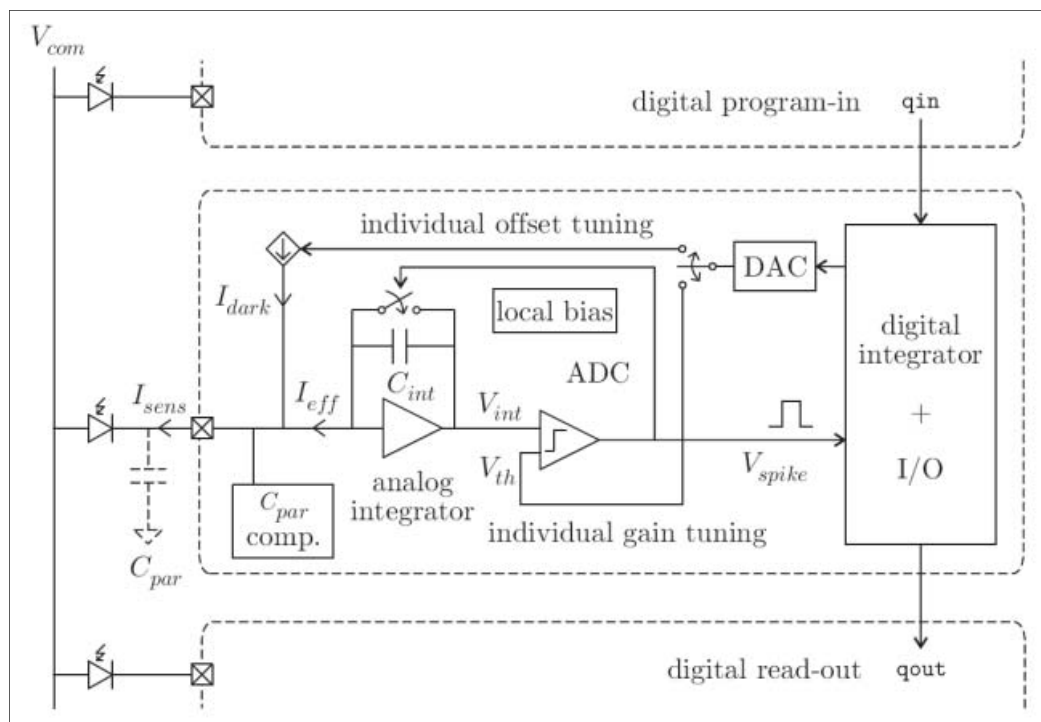 V_com
digital program-in qin
individual offset tuning
DAC
I_dark
local bias
digital
integrator
+
I/O
C_int
ADC
I_sens
I_eff
V_int
V_th
V_spike
analog
integrator
C_par
comp.
individual gain tuning
C_par
digital read-out qout